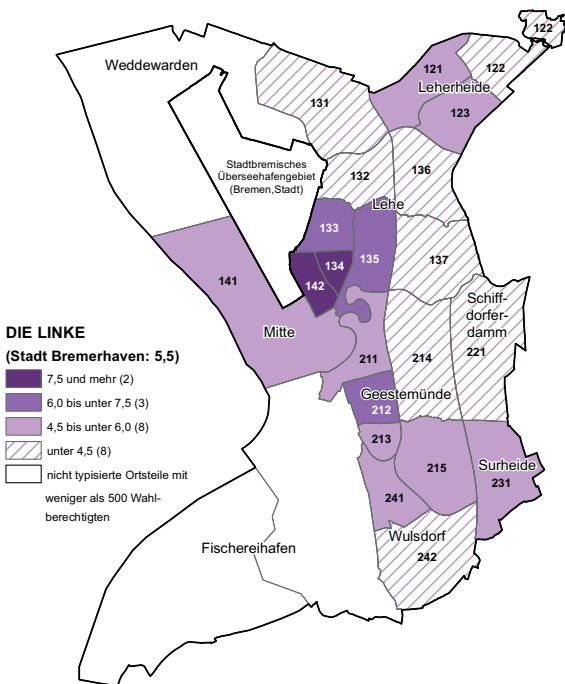 122
Weddewarden
121
122
Leherheide
131
123
Stadtbremisches
Überseehafengebiet
(Bremen,Stadt)
132
136
Lehe
133
134
135
137
141
142
Schiff-
dorfer-
damm
Mitte
221
211
214
DIE LINKE
(Stadt Bremerhaven: 5,5)
7,5 und mehr (2)
6,0 bis unter 7,5 (3)
4,5 bis unter 6,0 (8)
unter 4,5 (8)
nicht typisierte Ortsteile mit
weniger als 500 Wahl-
berechtigten
Geestemünde
212
213
215
Surheide
231
241
Wulsdorf
242
Fischereihafen